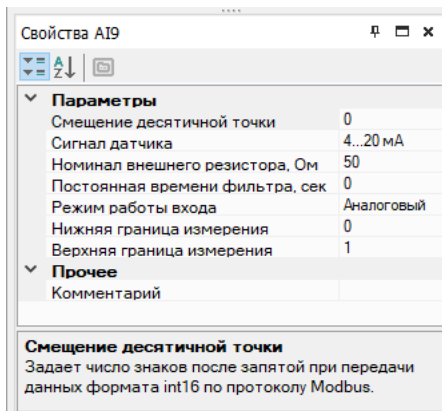 Свойства AI9
Параметры
Смещение десятичной точки 0
Сигнал датчика 4...20 мА
Номинал внешнего резистора, Ом 50
Постоянная времени фильтра, сек 0
Режим работы входа Аналоговый
Нижняя граница измерения 0
Верхняя граница измерения 1
Прочее
Комментарий
Смещение десятичной точки
Задает число знаков после запятой при передачи
данных формата int16 по протоколу Modbus.